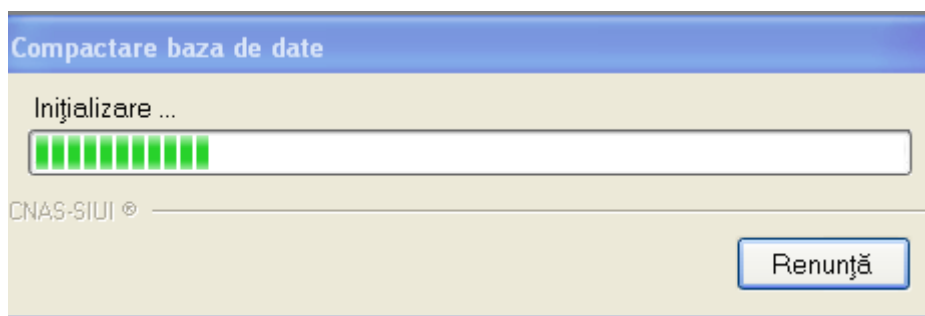 Compactare baza de date
Iniţializare ...
CNAS-SIUI ®
Renunţă